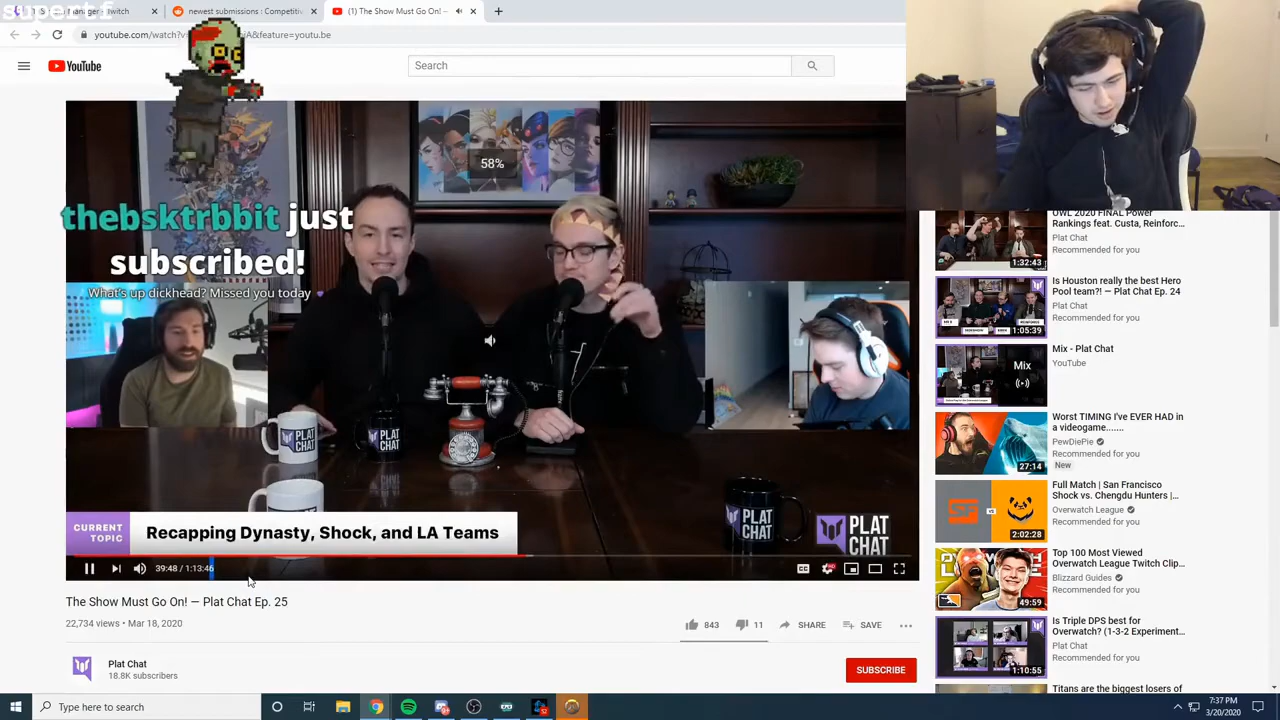 newest submissions : Competitiv
(1) The Show Must Go On! –
youtube.com/watch?v
A&feature=youtu.be
YouTube
Search
58%
thebsktrbbit just
subscribed!
What's up dickhead? Missed you today
PLAT CHAT
PLAT CHAT
PLAT CHAT
CURRENT TOPIC
Recapping Dynasty, Shock, and LA Teams
PLAT CHAT
39:48 / 1:13:46
The Show Must Go On! — Plat Chat Ep. 25
22,734 views • Mar 18, 2020
843
11
SHARE
SAVE
Plat Chat
18.8K subscribers
SUBSCRIBE
OWL 2020 FINAL Power
Rankings feat. Custa, Reinforc...
Plat Chat
Recommended for you
1:32:43
Is Houston really the best Hero
Pool team?! — Plat Chat Ep. 24
Plat Chat
Recommended for you
1:05:39
Mix - Plat Chat
YouTube
Mix
Worst TIMING I've EVER HAD in
a videogame.......
PewDiePie
Recommended for you
New
27:14
Full Match | San Francisco
Shock vs. Chengdu Hunters |...
Overwatch League
Recommended for you
SF
VS
2:02:28
Top 100 Most Viewed
Overwatch League Twitch Clip...
Blizzard Guides
Recommended for you
49:59
Is Triple DPS best for
Overwatch? (1-3-2 Experiment...
Plat Chat
Recommended for you
1:10:55
Titans are the biggest losers of
Type here to search
7:37 PM
3/20/2020